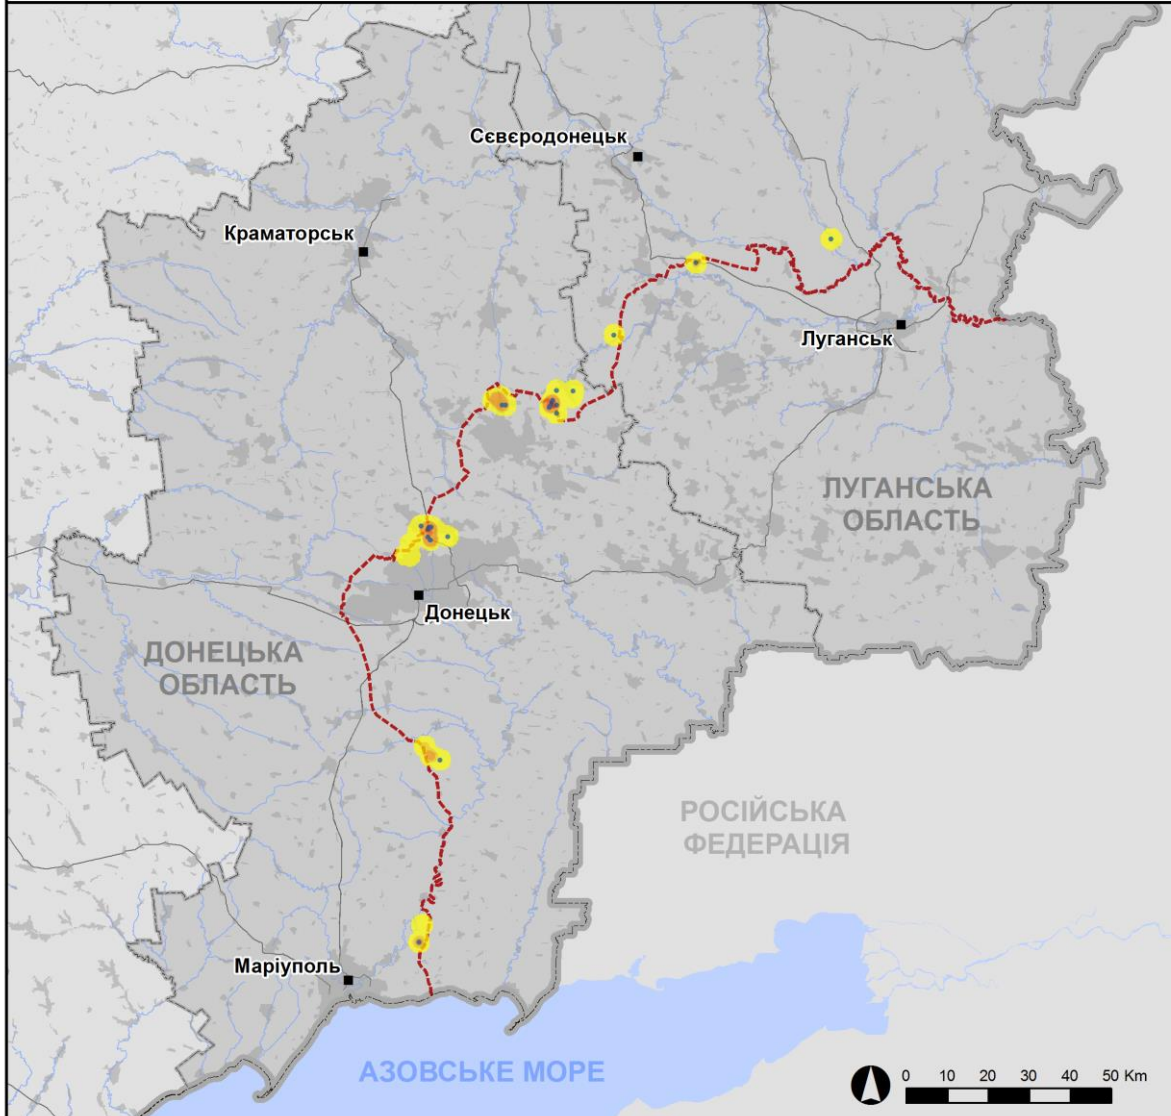 Сєвєродонецьк
Краматорськ
Луганськ
ЛУГАНСЬКА
ОБЛАСТЬ
Донецьк
ДОНЕЦЬКА
ОБЛАСТЬ
РОСІЙСЬКА
ФЕДЕРАЦІЯ
Маріуполь
АЗОВСЬКЕ МОРЕ
0 10 20 30 40 50 Km